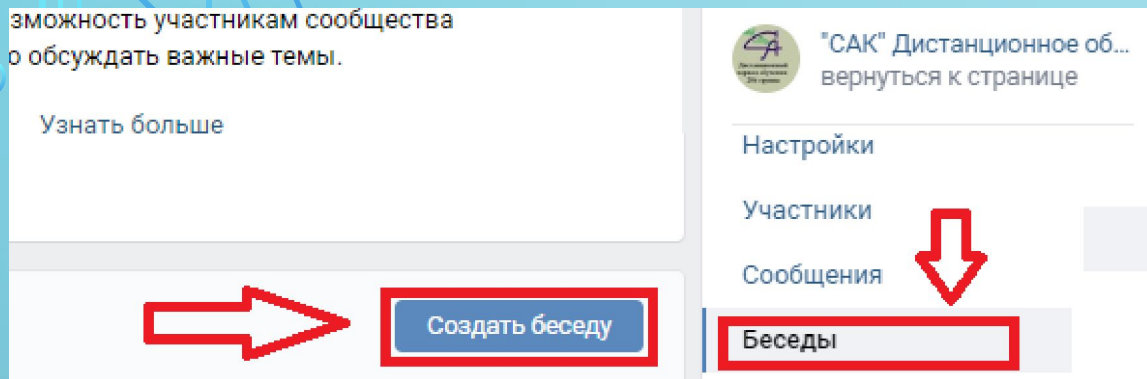 зможность участникам сообщества
о обсуждать важные темы.
Узнать больше
Создать беседу
"САК" Дистанционное об...
вернуться к странице
Настройки
Участники
Сообщения
Беседы